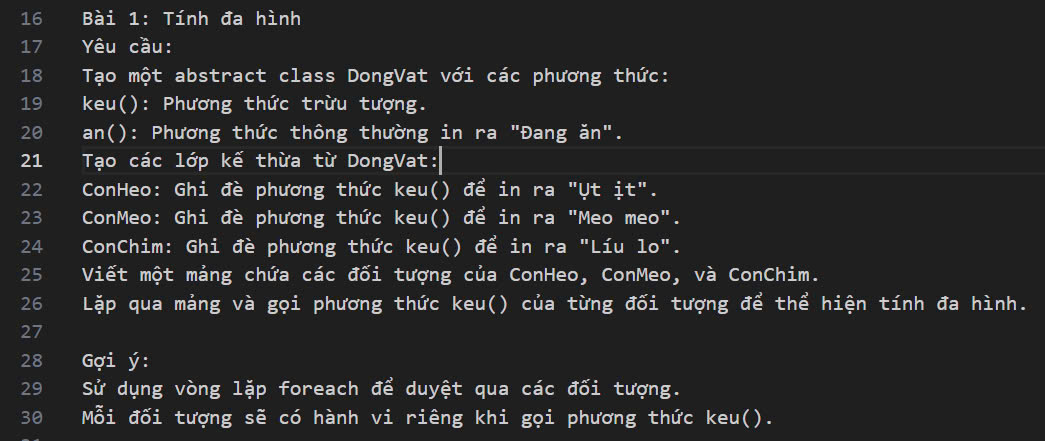 16 Bài 1: Tính đa hình
17 Yêu cầu:
18 Tạo một abstract class DongVat với các phương thức:
19 keu(): Phương thức trừu tượng.
20 an(): Phương thức thông thường in ra "Đang ăn".
21 Tạo các lớp kế thừa từ DongVat:
22 ConHeo: Ghi đè phương thức keu() để in ra "Ụt ịt".
23 ConMeo: Ghi đè phương thức keu() để in ra "Meo meo".
24 ConChim: Ghi đè phương thức keu() để in ra "Líu lo".
25 Viết một mảng chứa các đối tượng của ConHeo, ConMeo, và ConChim.
26 Lặp qua mảng và gọi phương thức keu() của từng đối tượng để thể hiện tính đa hình.
27
28 Gợi ý:
29 Sử dụng vòng lặp foreach để duyệt qua các đối tượng.
30 Mỗi đối tượng sẽ có hành vi riêng khi gọi phương thức keu().